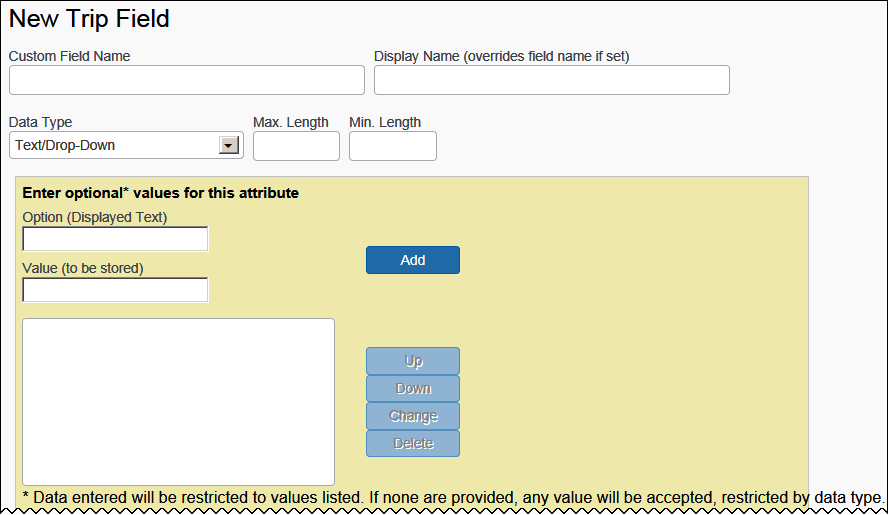 New Trip Field
Custom Field Name Display Name (overrides field name if set)
Data Type Max. Length Min. Length
Text/Drop-Down
Enter optional* values for this attribute
Option (Displayed Text)
Add
Value (to be stored)
Up
Down
Change
Delete
* Data entered will be restricted to values listed. If none are provided, any value will be accepted, restricted by data type.